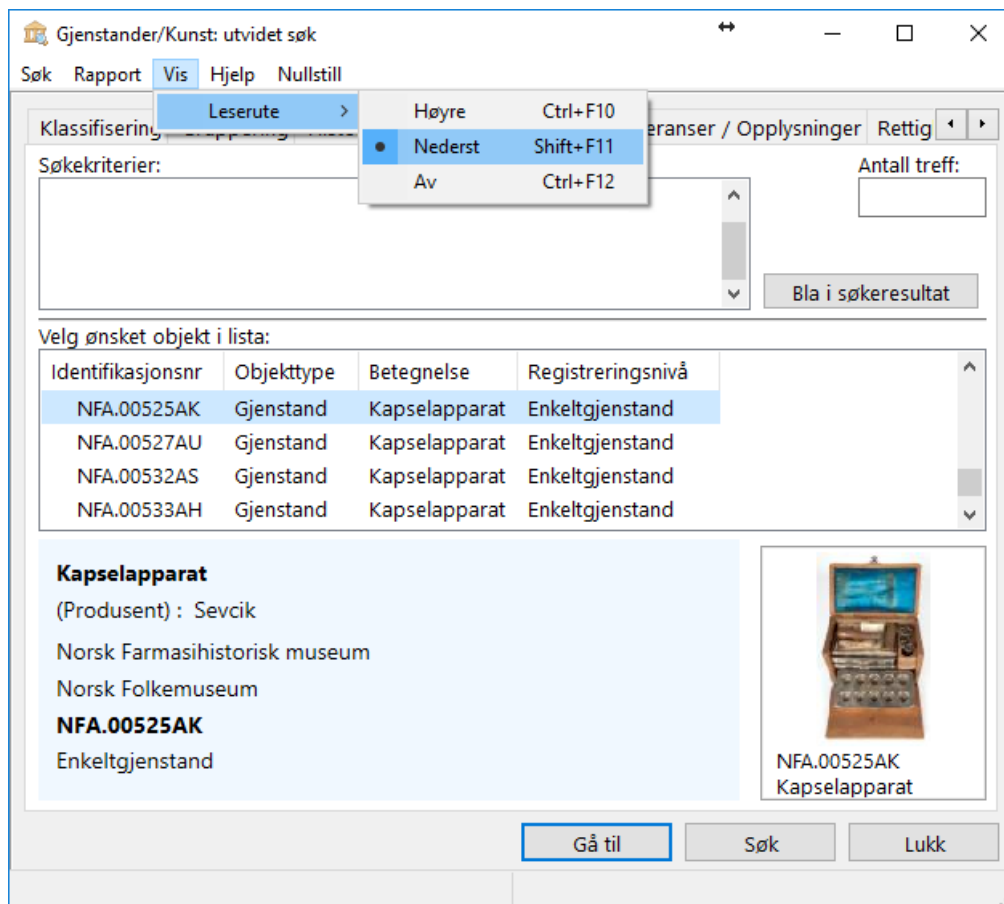 Gjenstander/Kunst: utvidet søk
Søk Rapport Vis Hjelp Nullstill
Leserute
Høyre Ctrl+F10
Nederst Shift+F11
Av Ctrl+F12
Klassifisering / Opplysninger Rettig
Søkekriterier: Antall treff:
Bla i søkeresultat
Velg ønsket objekt i lista:
Identifikasjonsnr Objekttype Betegnelse Registreringsnivå
NFA.00525AK Gjenstand Kapselapparat Enkeltgjenstand
NFA.00527AU Gjenstand Kapselapparat Enkeltgjenstand
NFA.00532AS Gjenstand Kapselapparat Enkeltgjenstand
NFA.00533AH Gjenstand Kapselapparat Enkeltgjenstand
Kapselapparat
(Produsent) : Sevcik
Norsk Farmasihistorisk museum
Norsk Folkemuseum
NFA.00525AK
Enkeltgjenstand
NFA.00525AK
Kapselapparat
Gå til Søk Lukk